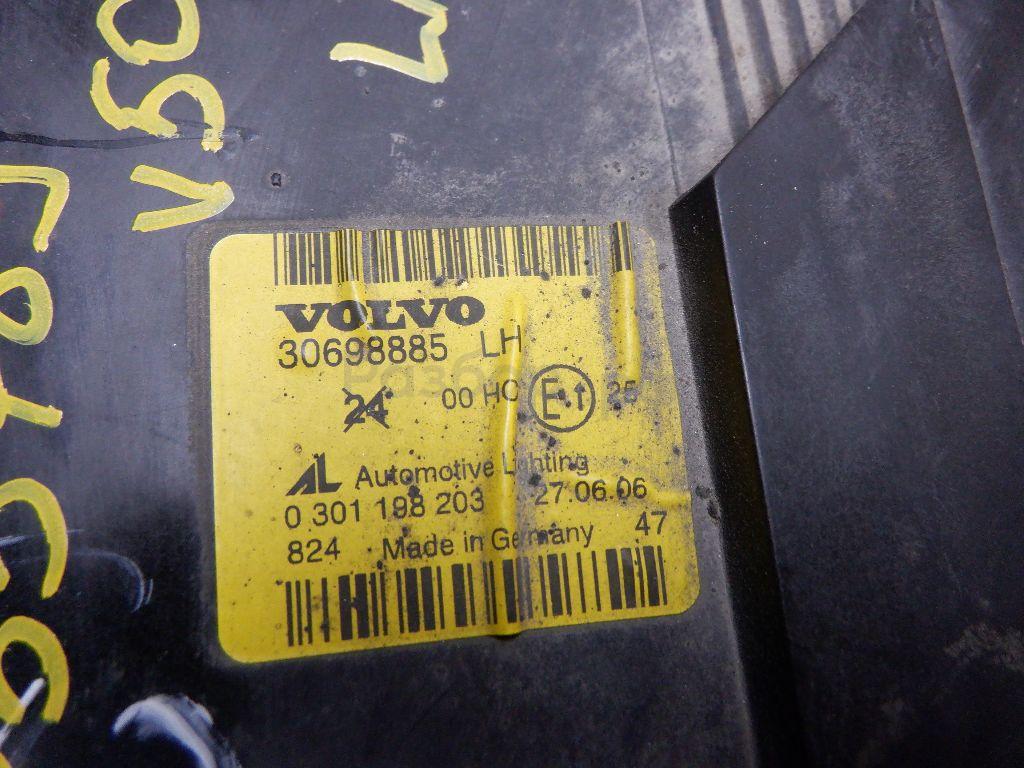 V50
L
VOLVO
30698885 LH
24 00 HC E 25
AL Automotive Lighting
0 301 198 203 27.06.06
824 Made in Germany 47